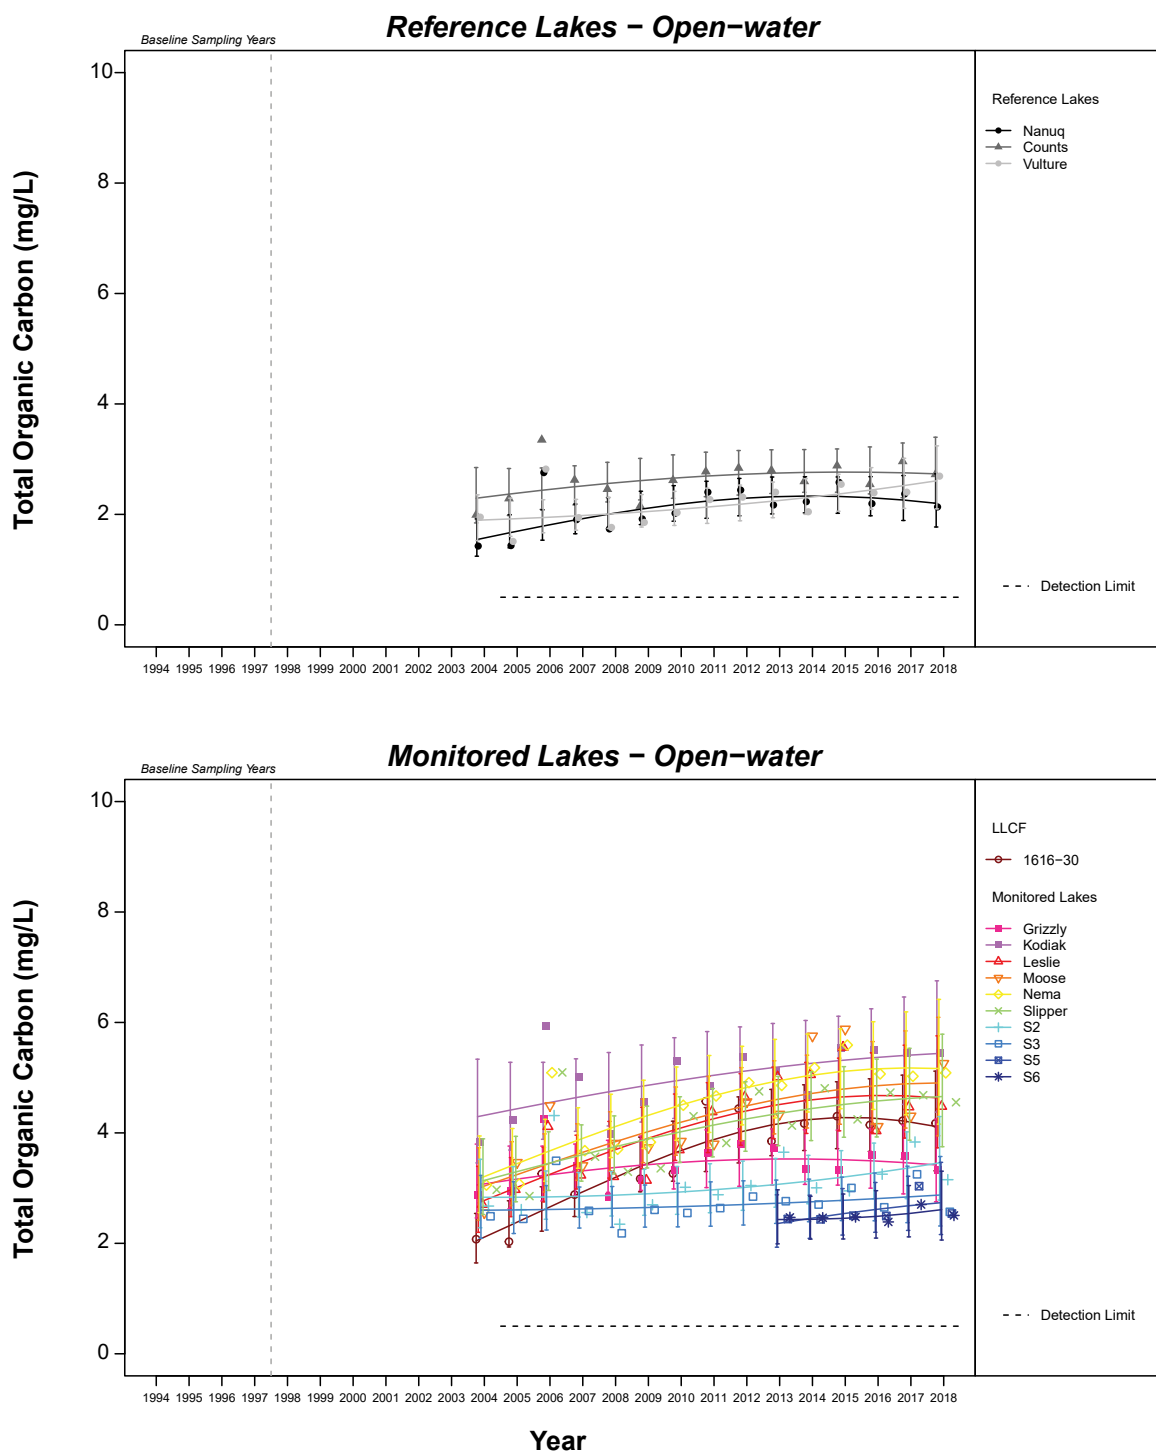 Reference Lakes − Open−water
Baseline Sampling Years
Total Organic Carbon (mg/L)
10
8
6
4
2
0
1994 1995 1996 1997 1998 1999 2000 2001 2002 2003 2004 2005 2006 2007 2008 2009 2010 2011 2012 2013 2014 2015 2016 2017 2018
Reference Lakes
Nanuq
Counts
Vulture
Detection Limit
Monitored Lakes − Open−water
Baseline Sampling Years
Total Organic Carbon (mg/L)
10
8
6
4
2
0
1994 1995 1996 1997 1998 1999 2000 2001 2002 2003 2004 2005 2006 2007 2008 2009 2010 2011 2012 2013 2014 2015 2016 2017 2018
Year
LLCF
1616−30
Monitored Lakes
Grizzly
Kodiak
Leslie
Moose
Nema
Slipper
S2
S3
S5
S6
Detection Limit